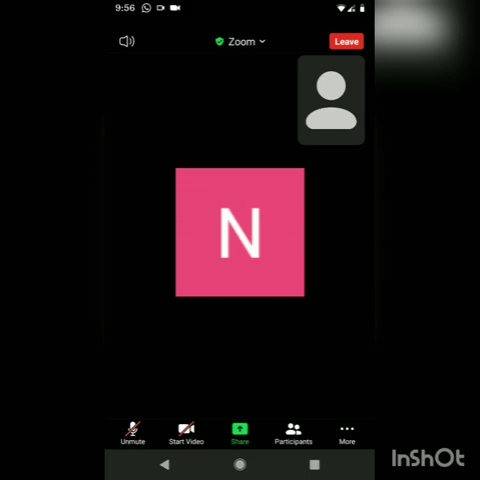 9:56
Zoom
Leave
N
Unmute
Start Video
Share
Participants
More
InShOt